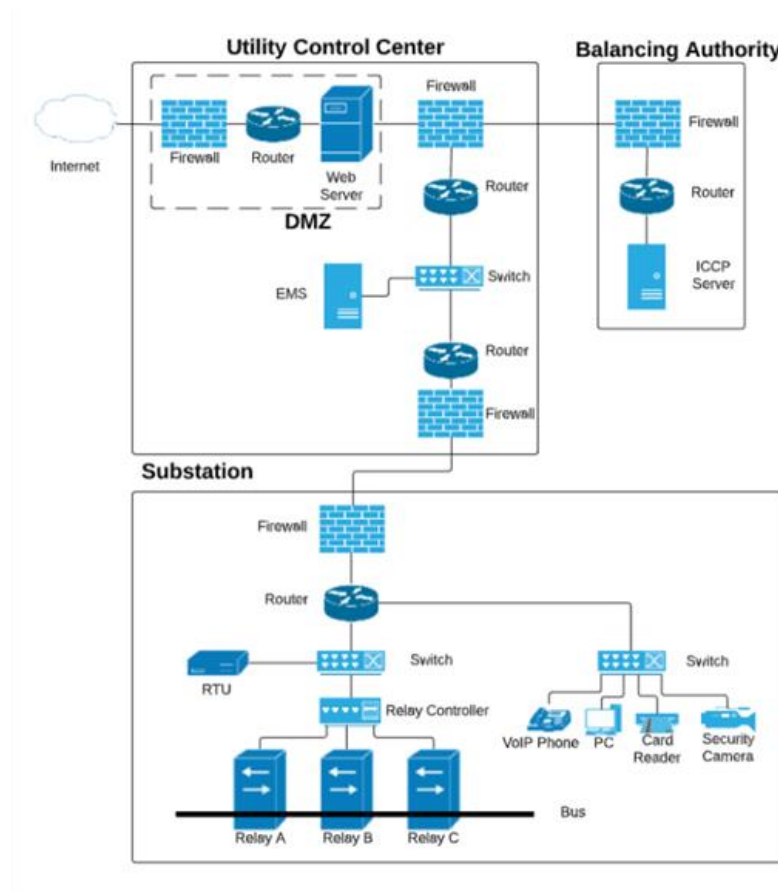 Utility Control Center
Balancing Authority
Firewall
Internet
Firewall
Router
Web
Server
DMZ
Firewall
Router
Router
ICCP
Server
EMS
Switch
Router
Firewall
Substation
Firewall
Router
Switch
RTU
Switch
Relay Controller
VoIP Phone
PC
Card
Reader
Security
Camera
Bus
Relay A
Relay B
Relay C